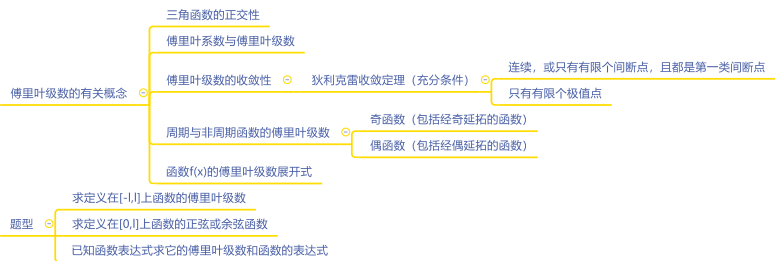 三角函数的正交性
傅里叶系数与傅里叶级数
连续，或只有有限个间断点，且都是第一类间断点
傅里叶级数的收敛性
狄利克雷收敛定理（充分条件）
傅里叶级数的有关概念
只有有限个极值点
奇函数（包括经奇延拓的函数）
周期与非周期函数的傅里叶级数
偶函数（包括经偶延拓的函数）
函数f(x)的傅里叶级数展开式
求定义在[-l,l]上函数的傅里叶级数
题型
求定义在[0,l]上函数的正弦或余弦函数
已知函数表达式求它的傅里叶级数和函数的表达式